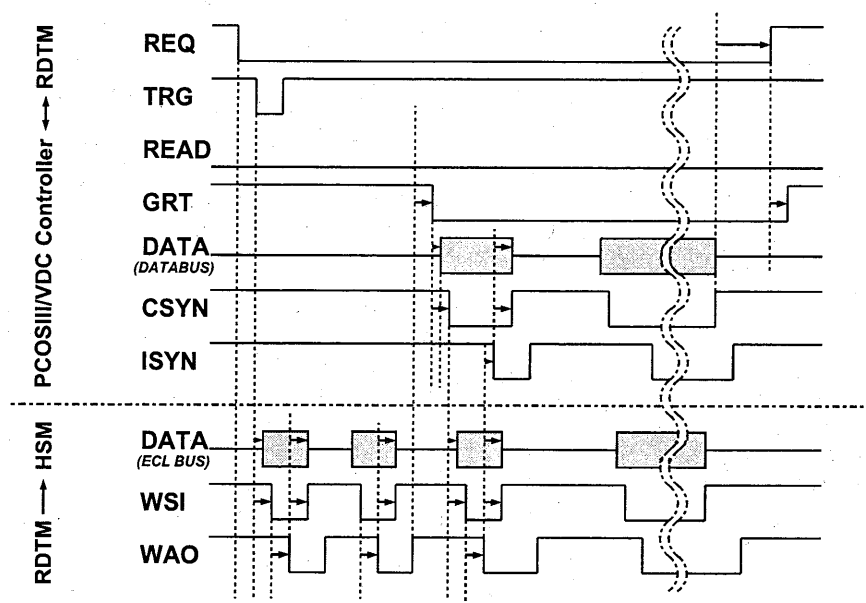 PCOSIII/VDC Controller ↔ RDTM
REQ
TRG
READ
GRT
DATA
(DATABUS)
CSYN
ISYN
RDTM → HSM
DATA
(ECL BUS)
WSI
WAO